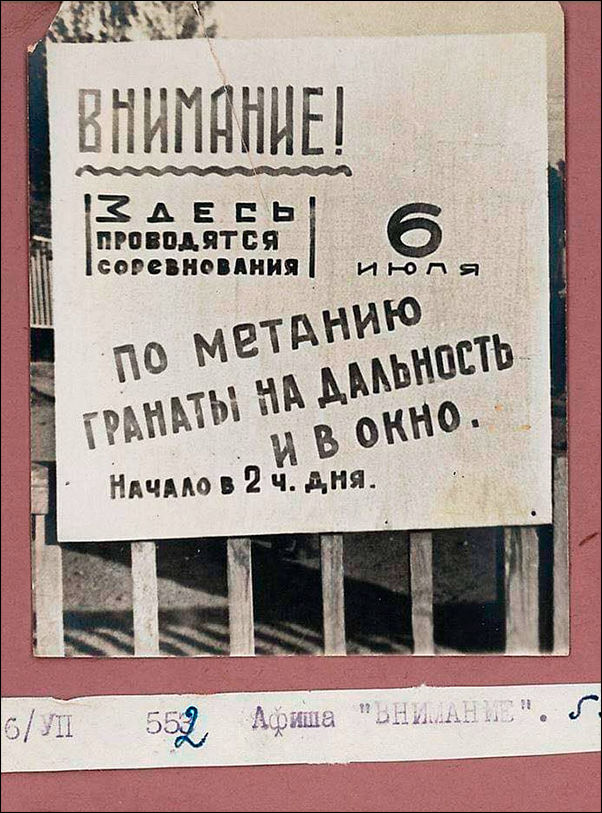 ВНИМАНИЕ!
ЗДЕСЬ
ПРОВОДЯТСЯ
СОРЕВНОВАНИЯ
6
ИЮЛЯ
ПО МЕТАНИЮ
ГРАНАТЫ НА ДАЛЬНОСТЬ
И В ОКНО.
НАЧАЛО В 2 Ч. ДНЯ.
6/УП 552 Афиша "ВНИМАНИЕ".